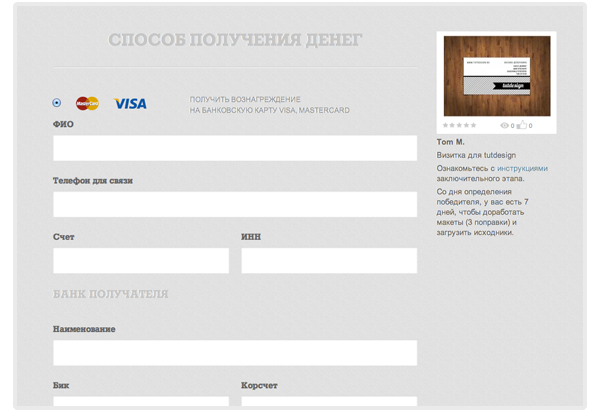 СПОСОБ ПОЛУЧЕНИЯ ДЕНЕГ
MasterCard VISA
ПОЛУЧИТЬ ВОЗНАГРАЖДЕНИЕ
НА БАНКОВСКУЮ КАРТУ VISA, MASTERCARD
ФИО
Телефон для связи
Счет ИНН
БАНК ПОЛУЧАТЕЛЯ
Наименование
Бик Корсчет
tutdesign
0 0
Tom M.
Визитка для tutdesign
Ознакомьтесь с инструкциями
заключительного этапа.
Со дня определения
победителя, у вас есть 7
дней, чтобы доработать
макеты (3 поправки) и
загрузить исходники.